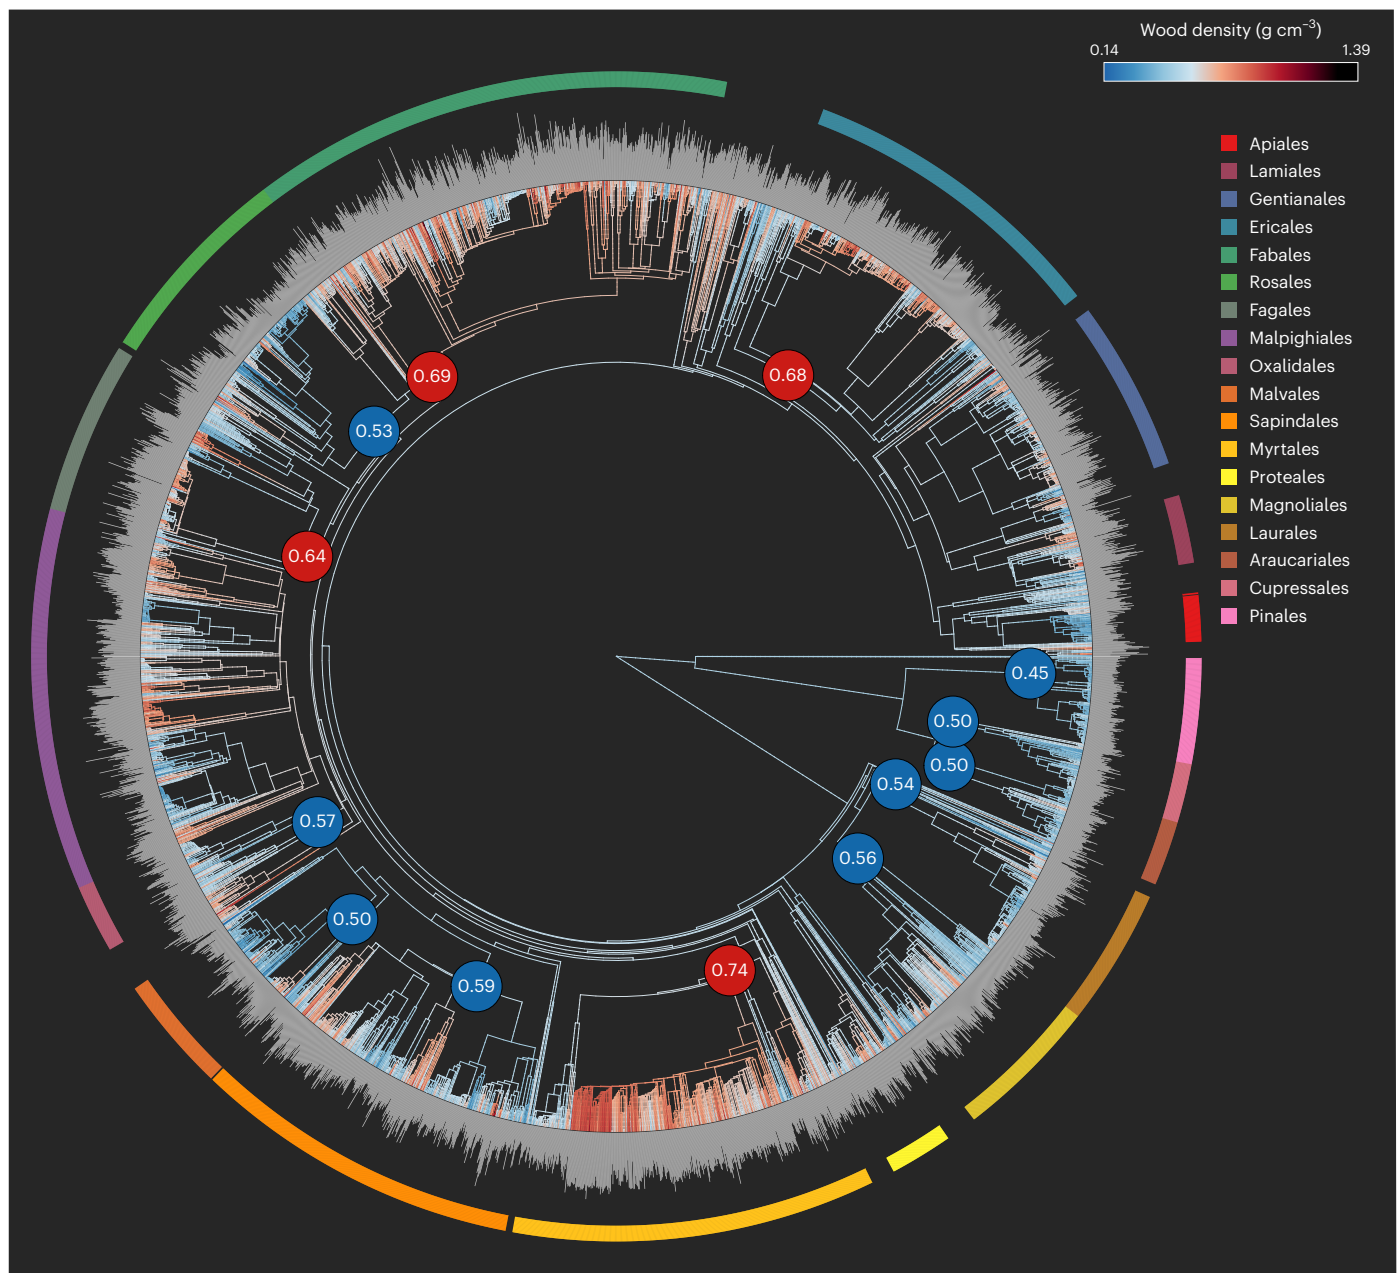 Wood density (g cm⁻³)
0.14 1.39
Apiales
Lamiales
Gentianales
Ericales
Fabales
Rosales
Fagales
Malpighiales
Oxalidales
Malvales
Sapindales
Myrtales
Proteales
Magnoliales
Laurales
Araucariales
Cupressales
Pinales
0.69
0.68
0.53
0.64
0.45
0.50
0.50
0.54
0.57
0.56
0.50
0.74
0.59